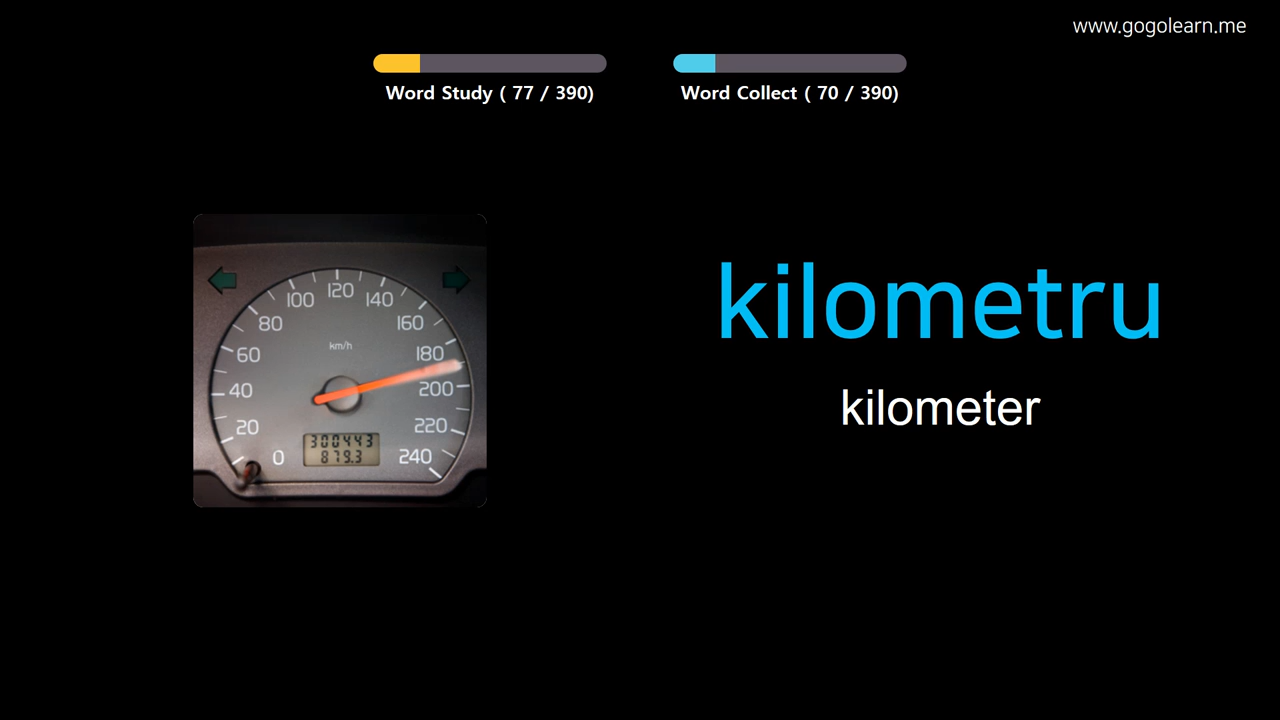 www.gogolearn.me
Word Study ( 77 / 390)
Word Collect ( 70 / 390)
kilometru
kilometer
0
20
40
60
80
100
120
140
160
180
200
220
240
km/h
300443
879.3